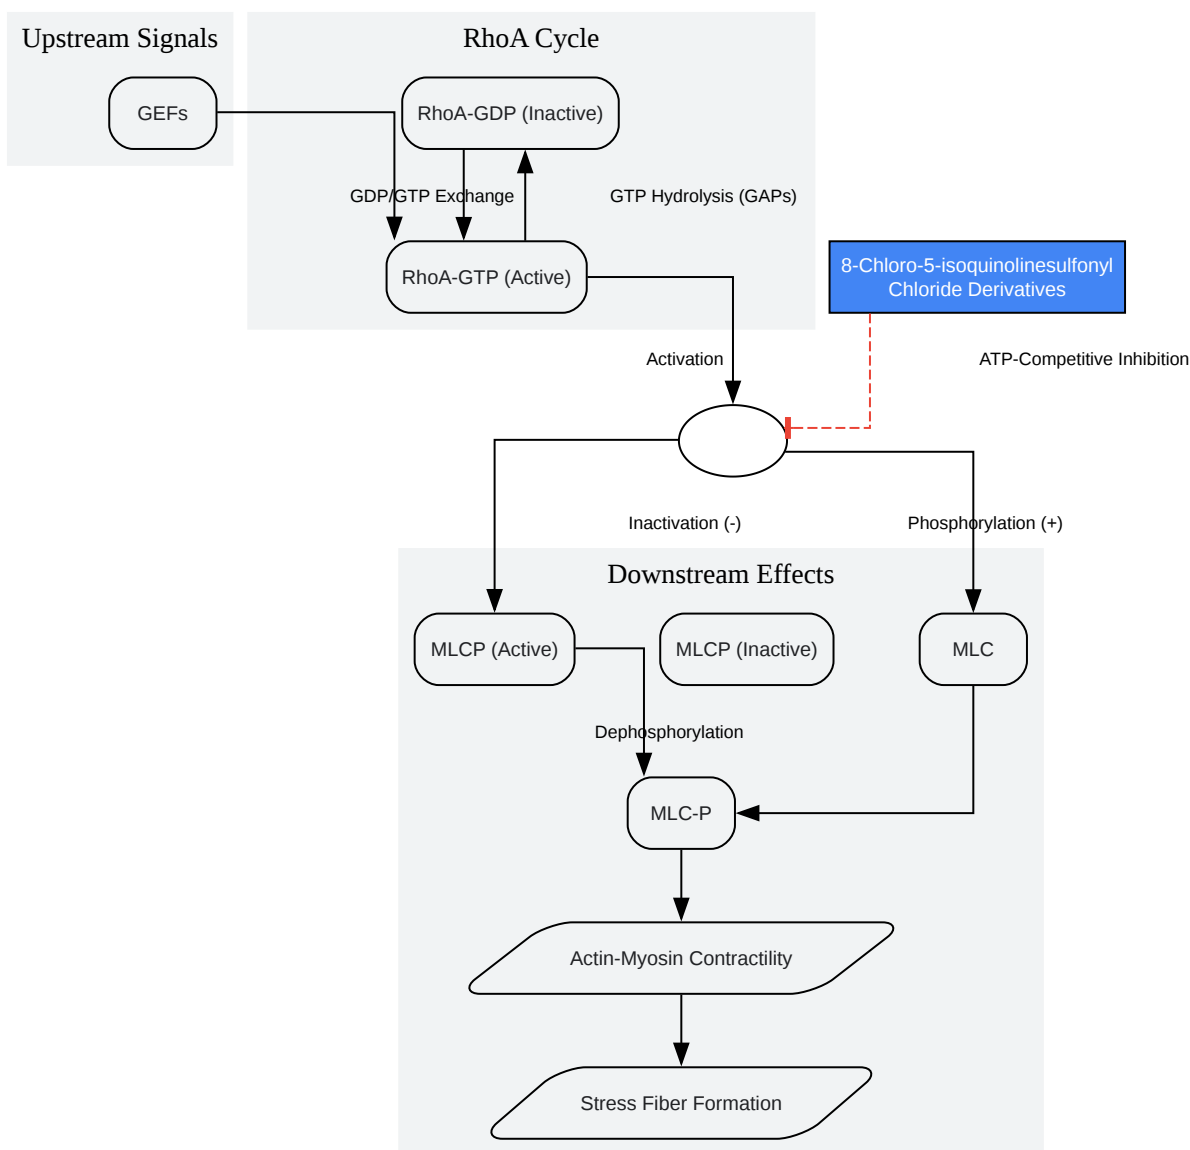 Upstream Signals
RhoA Cycle
GEFs
RhoA-GDP (Inactive)
GDP/GTP Exchange
GTP Hydrolysis (GAPs)
RhoA-GTP (Active)
8-Chloro-5-isoquinolinesulfonyl
Chloride Derivatives
Activation
ATP-Competitive Inhibition
Inactivation (-)
Phosphorylation (+)
Downstream Effects
MLCP (Active)
MLCP (Inactive)
MLC
Dephosphorylation
MLC-P
Actin-Myosin Contractility
Stress Fiber Formation